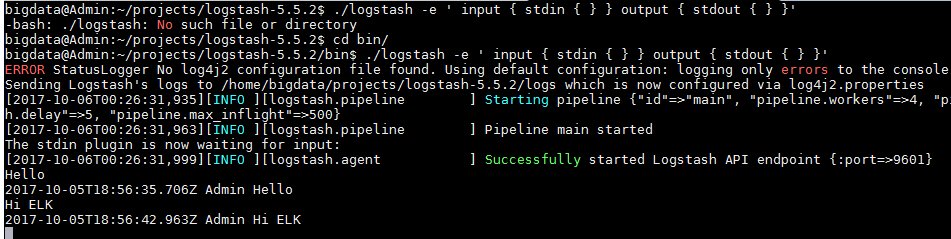 bigdata@Admin:~/projects/logstash-5.5.2$ ./logstash -e ' input { stdin { } } output { stdout { } }'
-bash: ./logstash: No such file or directory
bigdata@Admin:~/projects/logstash-5.5.2$ cd bin/
bigdata@Admin:~/projects/logstash-5.5.2/bin$ ./logstash -e ' input { stdin { } } output { stdout { } }'
ERROR StatusLogger No log4j2 configuration file found. Using default configuration: logging only errors to the console
Sending Logstash's logs to /home/bigdata/projects/logstash-5.5.2/logs which is now configured via log4j2.properties
[2017-10-06T00:26:31,935][INFO ][logstash.pipeline        ] Starting pipeline {"id"=>"main", "pipeline.workers"=>4, "p
h.delay"=>5, "pipeline.max_inflight"=>500}
[2017-10-06T00:26:31,963][INFO ][logstash.pipeline        ] Pipeline main started
The stdin plugin is now waiting for input:
[2017-10-06T00:26:31,999][INFO ][logstash.agent           ] Successfully started Logstash API endpoint {:port=>9601}
Hello
2017-10-05T18:56:35.706Z Admin Hello
Hi ELK
2017-10-05T18:56:42.963Z Admin Hi ELK